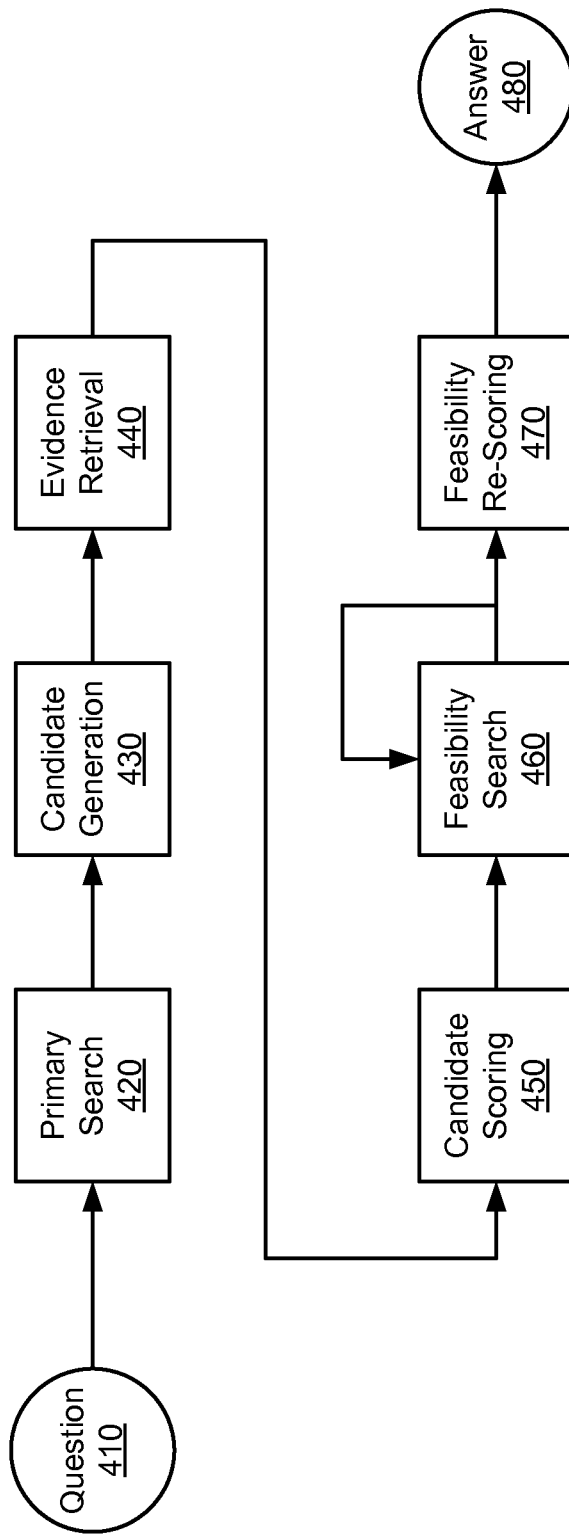 Question
410
Primary
Search
420
Candidate
Generation
430
Evidence
Retrieval
440
Candidate
Scoring
450
Feasibility
Search
460
Feasibility
Re-Scoring
470
Answer
480